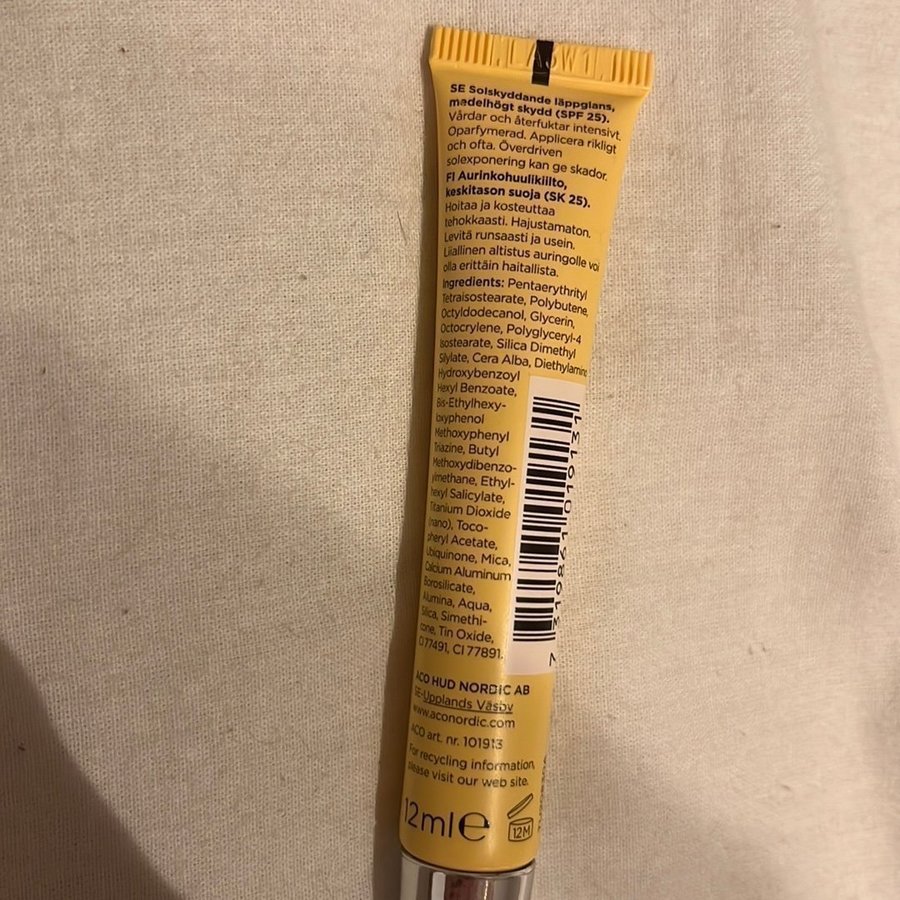 LA5W1
SE Solskyddande läppglans,
medelhögt skydd (SPF 25).
Vårdar och återfuktar intensivt.
Oparfymerad. Applicera rikligt
och ofta. Överdriven
solexponering kan ge skador.
FI Aurinkohuulikiilto,
keskitason suoja (SK 25).
Hoitaa ja kosteuttaa
tehokkaasti. Hajustamaton.
Levitä runsaasti ja usein.
Liiallinen altistus auringolle voi
olla erittäin haitallista.
Ingredients: Pentaerythrityl
Tetraisostearate, Polybutene,
Octyldodecanol, Glycerin,
Octocrylene, Polyglyceryl-4
Isostearate, Silica Dimethyl
Silylate, Cera Alba, Diethylamino
Hydroxybenzoyl
Hexyl Benzoate,
Bis-Ethylhexy-
loxyphenol
Methoxyphenyl
Triazine, Butyl
Methoxydibenzo-
ylmethane, Ethyl-
hexyl Salicylate,
Titanium Dioxide
(nano), Toco-
pheryl Acetate,
Ubiquinone, Mica,
Calcium Aluminum
Borosilicate,
Alumina, Aqua,
Silica, Simethi-
cone, Tin Oxide,
CI 77491, CI 77891.
7 310861 019131
ACO HUD NORDIC AB
SE-Upplands Väsby
www.aconordic.com
ACO art. nr. 101913
For recycling information,
please visit our web site.
12ml e
12M